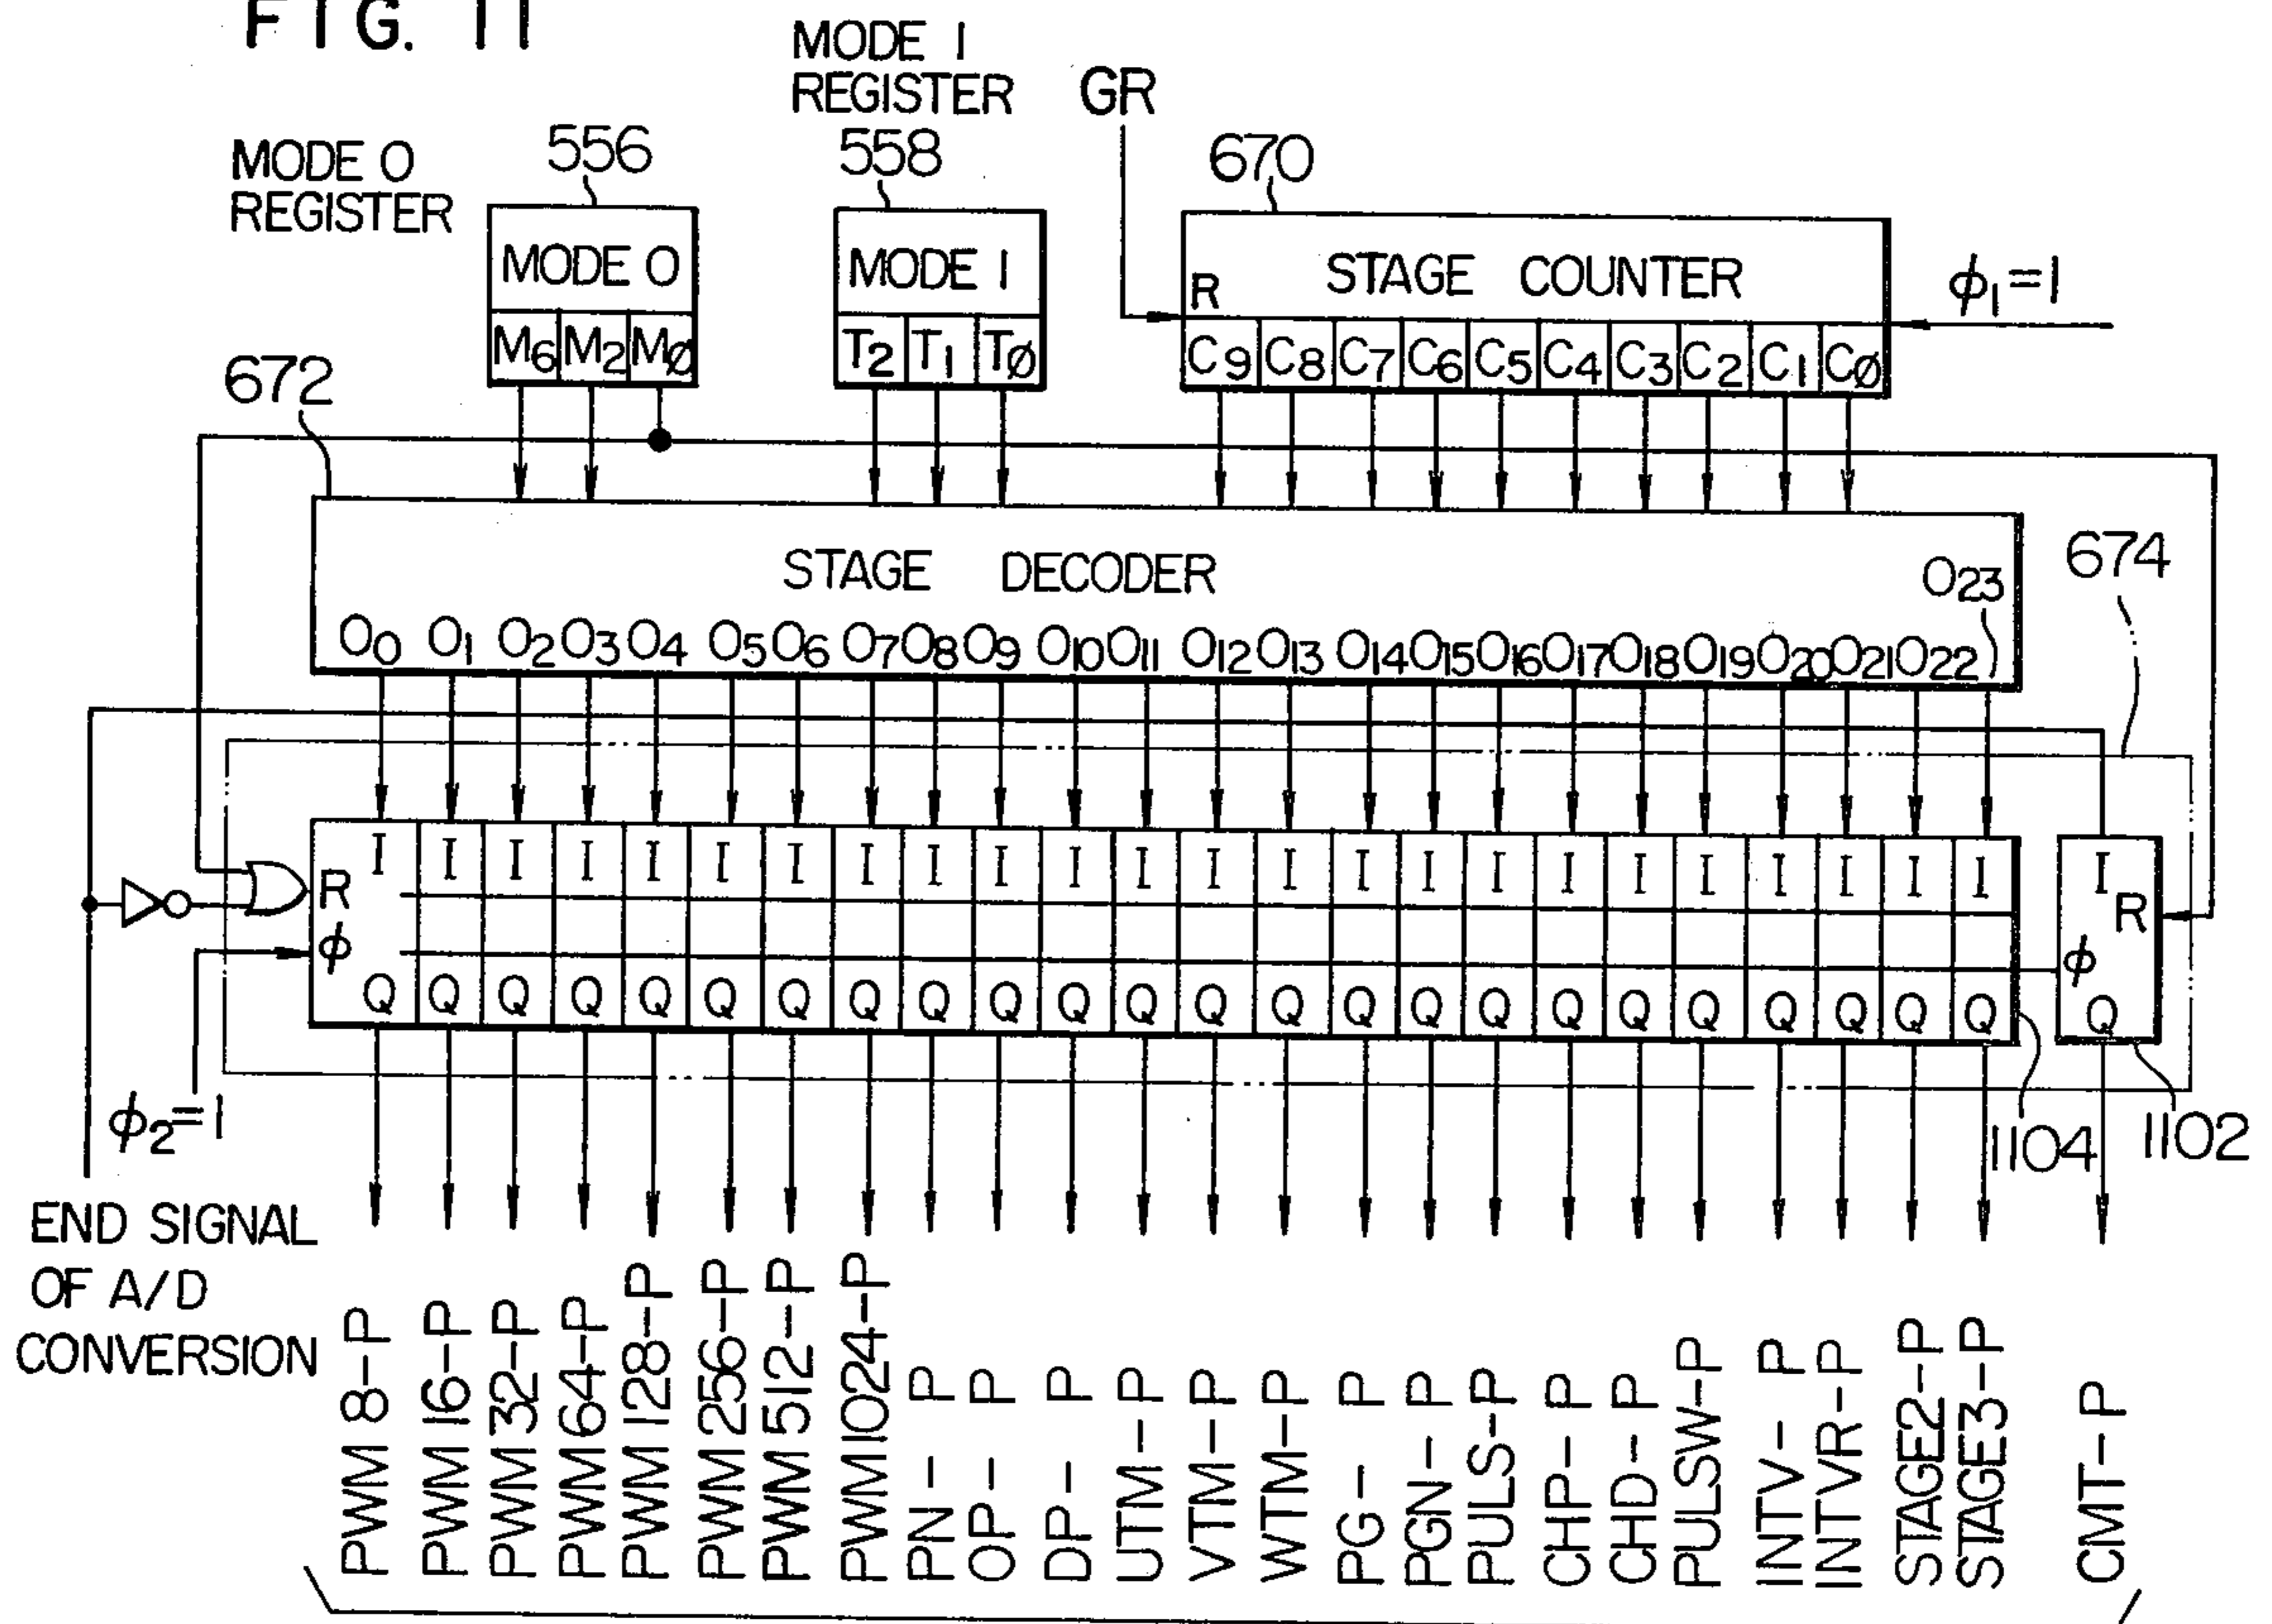 FIG. 11
MODE 0
REGISTER
556
MODE 1
REGISTER
558
GR
670
MODE 0
M6 M2 MØ
MODE 1
T2 T1 TØ
R STAGE COUNTER
C9 C8 C7 C6 C5 C4 C3 C2 C1 CØ
ϕ1=1
672
STAGE DECODER
674
O0 O1 O2 O3 O4 O5 O6 O7 O8 O9 O10 O11 O12 O13 O14 O15 O16 O17 O18 O19 O20 O21 O22 O23
I I I I I I I I I I I I I I I I I I I I I I I I I
R R
ϕ ϕ
Q Q Q Q Q Q Q Q Q Q Q Q Q Q Q Q Q Q Q Q Q Q Q Q Q
ϕ2=1
1104
1102
END SIGNAL
OF A/D
CONVERSION
PWM 8-P
PWM 16-P
PWM 32-P
PWM 64-P
PWM 128-P
PWM 256-P
PWM 512-P
PWM 1024-P
PN- P
OP- P
DP- P
UTM-P
VTM-P
WTM-P
PG- P
PGN-P
PULS-P
CHP-P
CHD-P
PULSW-P
INTV- P
INTVR-P
STAGE2-P
STAGE3-P
CMT-P